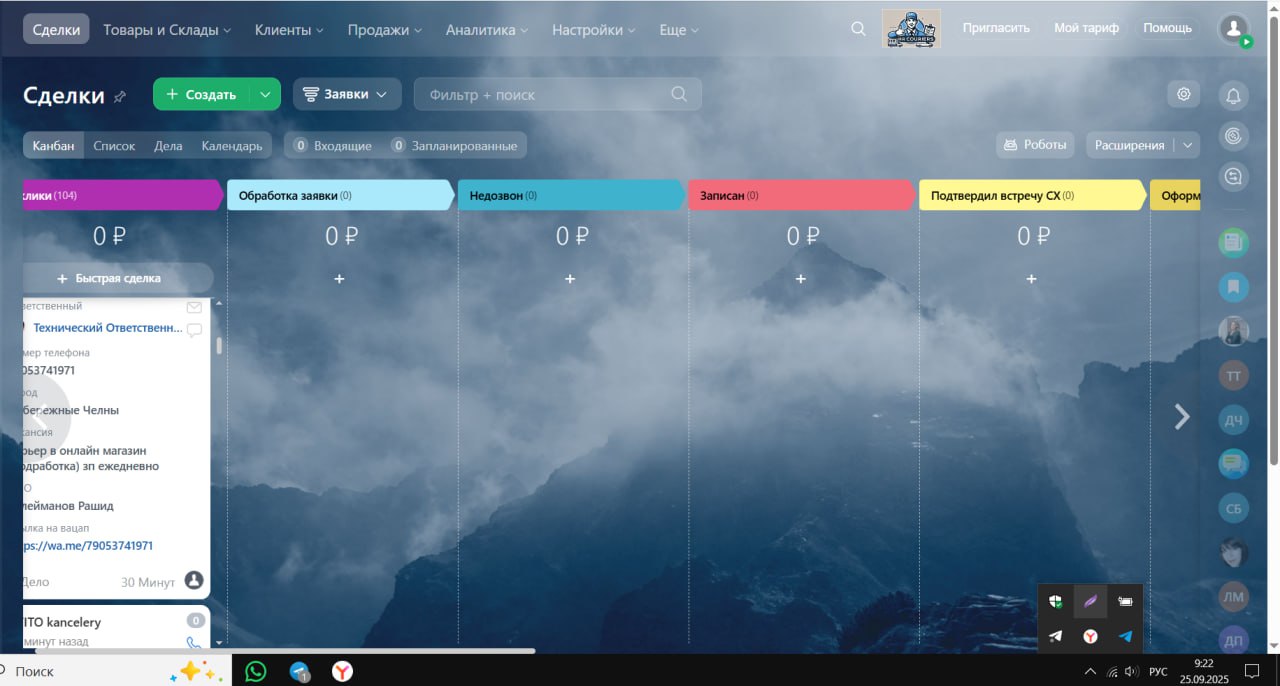 Сделки Товары и Склады Клиенты Продажи Аналитика Настройки Еще Пригласить Мой тариф Помощь
Сделки + Создать Заявки Фильтр + поиск
Канбан Список Дела Календарь 0 Входящие 0 Запланированные Роботы Расширения
лики (104) Обработка заявки (0) Недозвон (0) Записан (0) Подтвердил встречу СХ (0) Оформ
0 ₽ 0 ₽ 0 ₽ 0 ₽ 0 ₽
+ Быстрая сделка + + + +
ветственный
Технический Ответственн...
мер телефона
053741971
род
бережные Челны
кансия
рьер в онлайн магазин
одработка) зп ежедневно
О
лейманов Рашид
ылка на вацап
ps://wa.me/79053741971
Дело 30 Минут
ITO kancelery 0
минут назад
ТТ
ДЧ
СБ
ЛМ
ДП
Поиск 1 РУС 9:22
25.09.2025